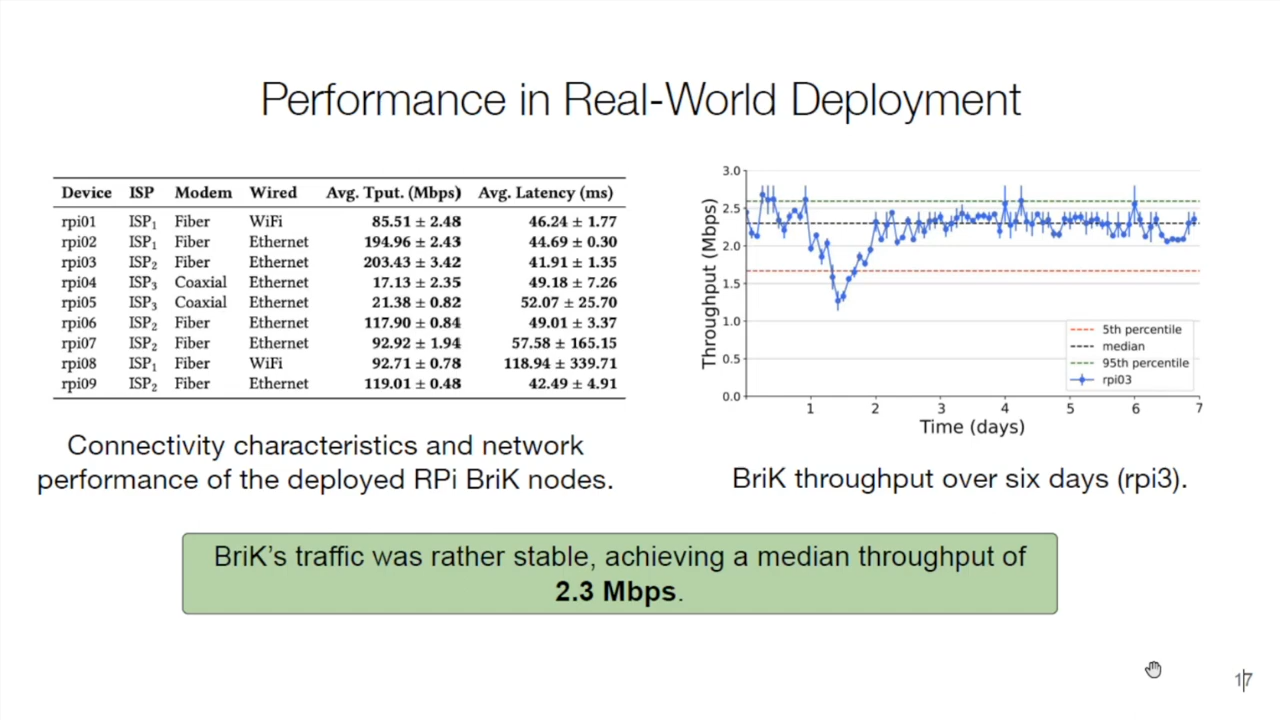 Performance in Real-World Deployment
Device ISP Modem Wired Avg. Tput. (Mbps) Avg. Latency (ms)
rpi01 ISP₁ Fiber WiFi 85.51 ± 2.48 46.24 ± 1.77
rpi02 ISP₁ Fiber Ethernet 194.96 ± 2.43 44.69 ± 0.30
rpi03 ISP₂ Fiber Ethernet 203.43 ± 3.42 41.91 ± 1.35
rpi04 ISP₃ Coaxial Ethernet 17.13 ± 2.35 49.18 ± 7.26
rpi05 ISP₃ Coaxial Ethernet 21.38 ± 0.82 52.07 ± 25.70
rpi06 ISP₂ Fiber Ethernet 117.90 ± 0.84 49.01 ± 3.37
rpi07 ISP₂ Fiber Ethernet 92.92 ± 1.94 57.58 ± 165.15
rpi08 ISP₁ Fiber WiFi 92.71 ± 0.78 118.94 ± 339.71
rpi09 ISP₂ Fiber Ethernet 119.01 ± 0.48 42.49 ± 4.91
Connectivity characteristics and network
performance of the deployed RPi BriK nodes.
Throughput (Mbps)
3.0
2.5
2.0
1.5
1.0
0.5
0.0
5th percentile
median
95th percentile
rpi03
1 2 3 4 5 6 7
Time (days)
BriK throughput over six days (rpi3).
BriK's traffic was rather stable, achieving a median throughput of
2.3 Mbps.
17